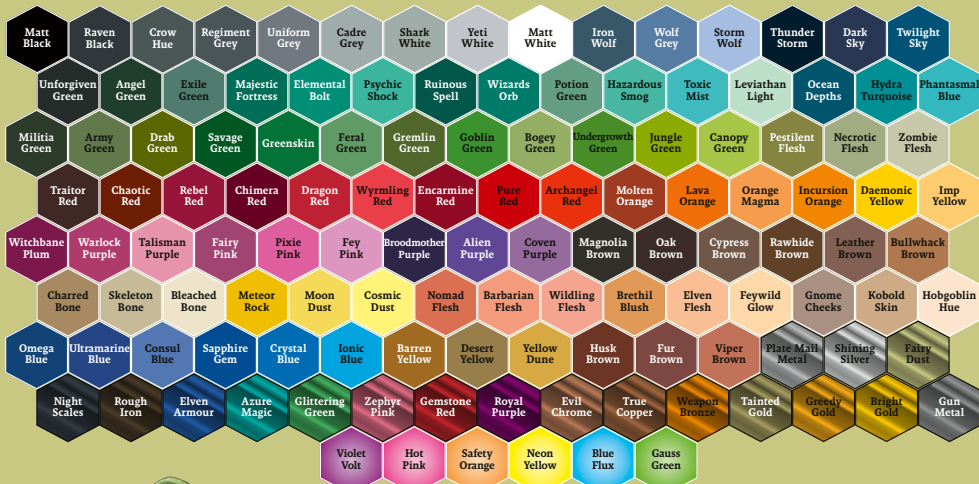 Matt Black
Raven Black
Crow Hue
Regiment Grey
Uniform Grey
Cadre Grey
Shark White
Yeti White
Matt White
Iron Wolf
Wolf Grey
Storm Wolf
Thunder Storm
Dark Sky
Twilight Sky
Unforgiven Green
Angel Green
Exile Green
Majestic Fortress
Elemental Bolt
Psychic Shock
Ruinous Spell
Wizards Orb
Potion Green
Hazardous Smog
Toxic Mist
Leviathan Light
Ocean Depths
Hydra Turquoise
Phantasmal Blue
Militia Green
Army Green
Drab Green
Savage Green
Greenskin
Feral Green
Gremlin Green
Goblin Green
Bogey Green
Undergrowth Green
Jungle Green
Canopy Green
Pestilent Flesh
Necrotic Flesh
Zombie Flesh
Traitor Red
Chaotic Red
Rebel Red
Chimera Red
Dragon Red
Wyrmling Red
Encarmine Red
Pure Red
Archangel Red
Molten Orange
Lava Orange
Orange Magma
Incursion Orange
Daemonic Yellow
Imp Yellow
Witchbane Plum
Warlock Purple
Talisman Purple
Fairy Pink
Pixie Pink
Fey Pink
Broodmother Purple
Alien Purple
Coven Purple
Magnolia Brown
Oak Brown
Cypress Brown
Rawhide Brown
Leather Brown
Bullwhack Brown
Charred Bone
Skeleton Bone
Bleached Bone
Meteor Rock
Moon Dust
Cosmic Dust
Nomad Flesh
Barbarian Flesh
Wildling Flesh
Brethil Blush
Elven Flesh
Feywild Glow
Gnome Cheeks
Kobold Skin
Hobgoblin Hue
Omega Blue
Ultramarine Blue
Consul Blue
Sapphire Gem
Crystal Blue
Ionic Blue
Barren Yellow
Desert Yellow
Yellow Dune
Husk Brown
Fur Brown
Viper Brown
Plate Mail Metal
Shining Silver
Fairy Dust
Night Scales
Rough Iron
Elven Armour
Azure Magic
Glittering Green
Zephyr Pink
Gemstone Red
Royal Purple
Evil Chrome
True Copper
Weapon Bronze
Tainted Gold
Greedy Gold
Bright Gold
Gun Metal
Violet Volt
Hot Pink
Safety Orange
Neon Yellow
Blue Flux
Gauss Green